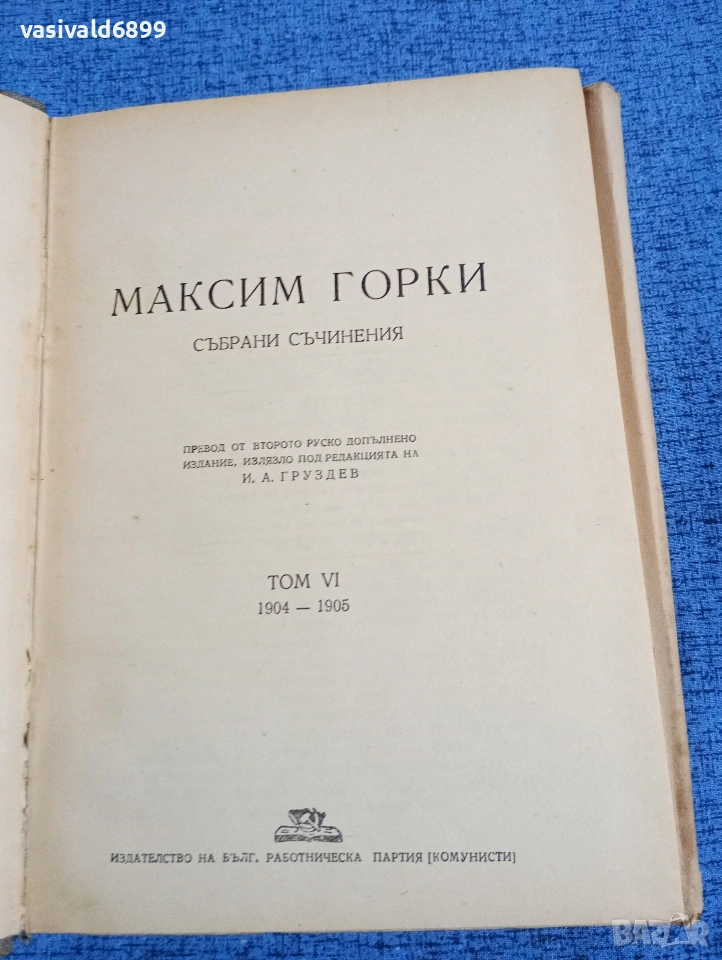 vasivald6899
МАКСИМ ГОРКИ
СЪБРАНИ СЪЧИНЕНИЯ
ПРЕВОД ОТ ВТОРОТО РУСКО ДОПЪЛНЕНО
ИЗДАНИЕ, ИЗЛЯЗЛО ПОД РЕДАКЦИЯТА НА
И. А. ГРУЗДЕВ
ТОМ VI
1904 — 1905
ИЗДАТЕЛСТВО НА БЪЛГ. РАБОТНИЧЕСКА ПАРТИЯ [КОМУНИСТИ]
BAZAR